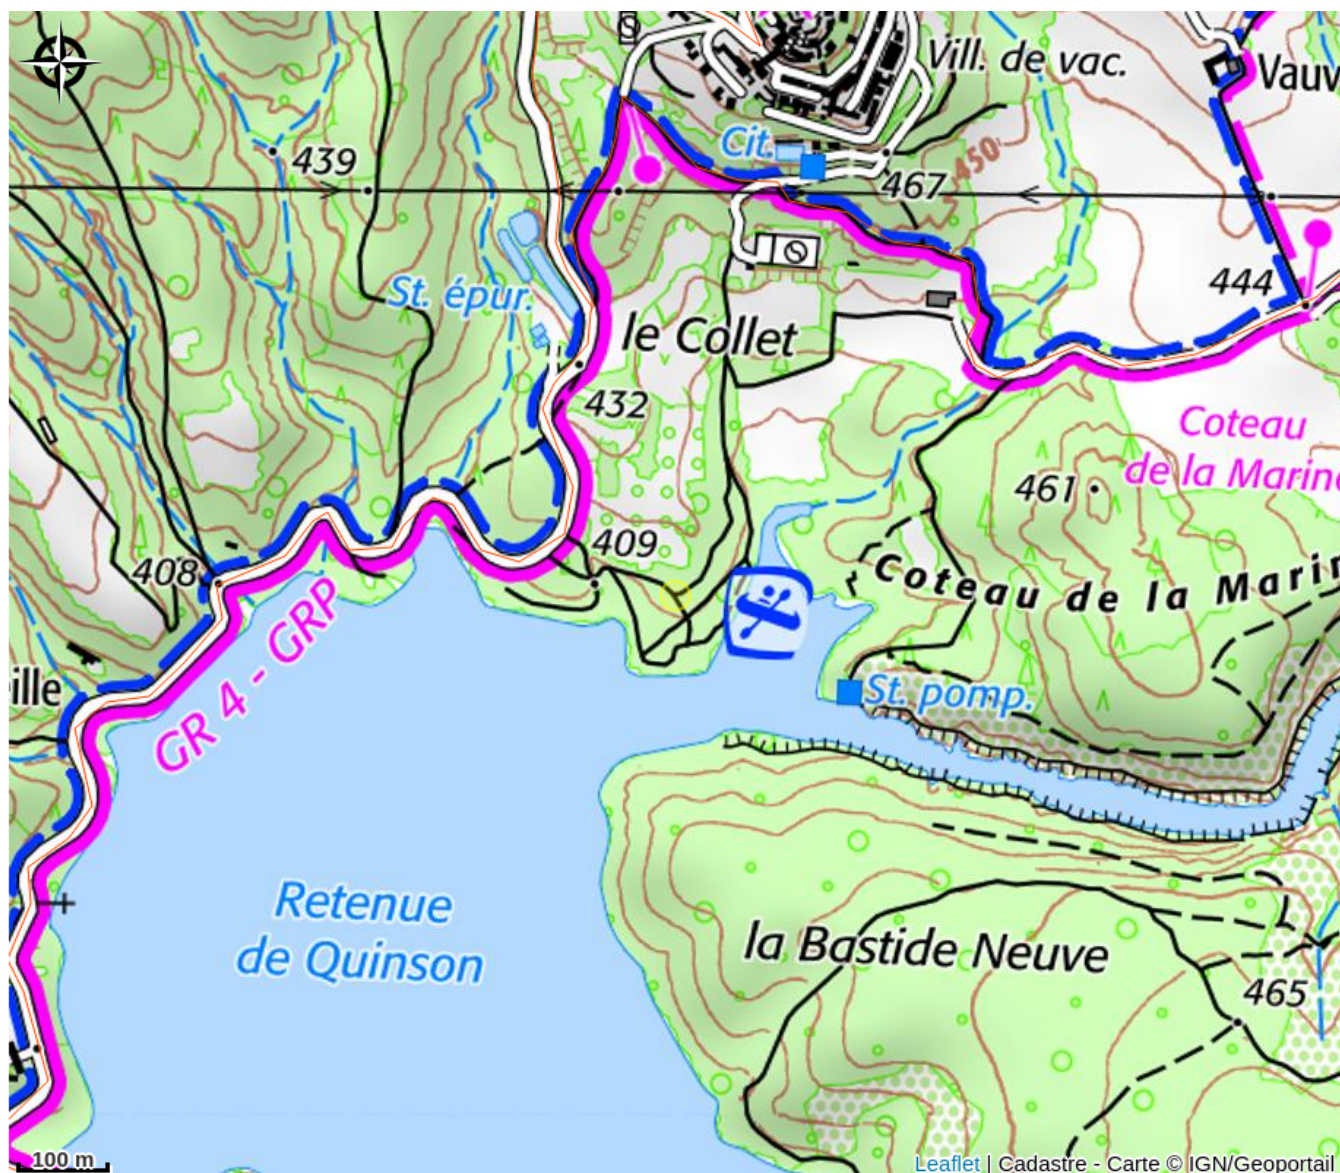 Vill. de vac.
Vauv
Cit.
439
450
467
St. épur.
444
le Collet
432
Coteau
de la Marine
461
409
408
Coteau de la Marin
GR 4 - GRP
ille
St. pomp.
Retenue
de Quinson
la Bastide Neuve
465
100 m
Leaflet | Cadastre - Carte © IGN/Geoportail